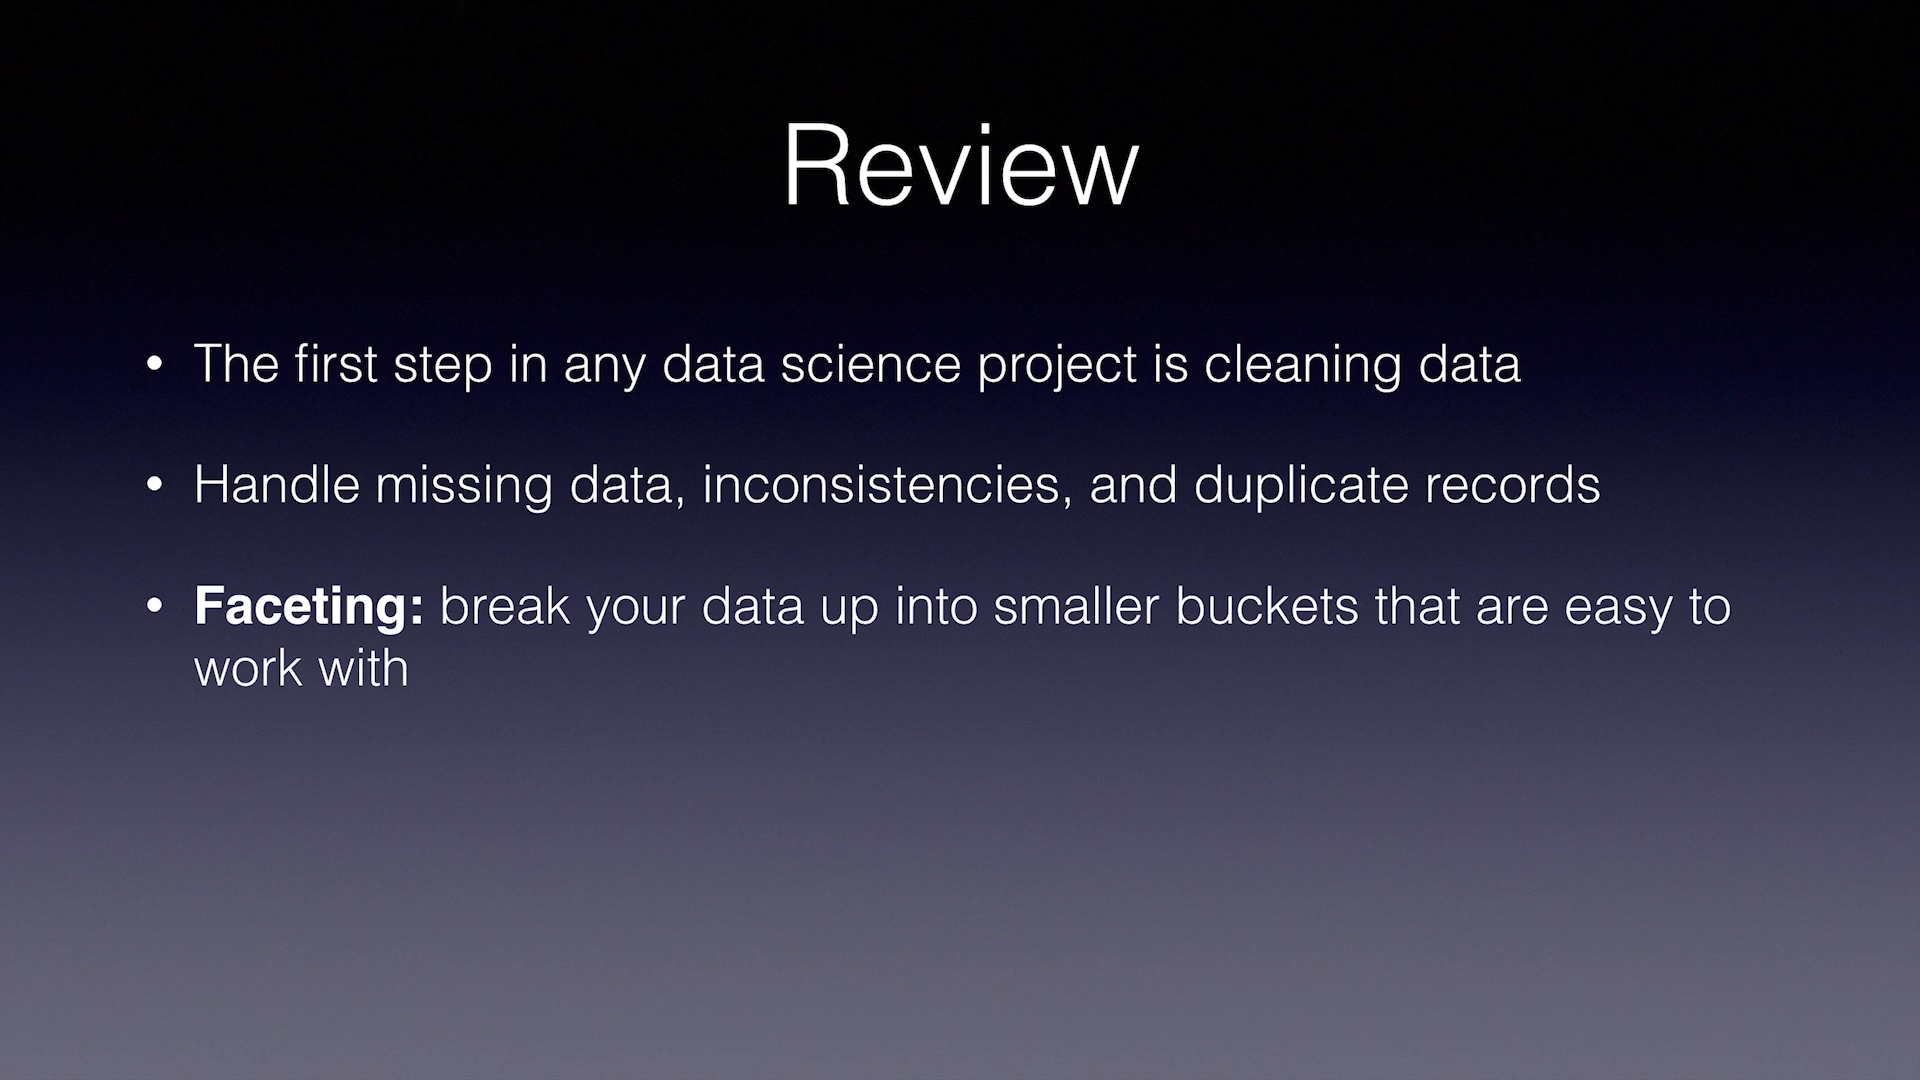 Review
• The first step in any data science project is cleaning data
• Handle missing data, inconsistencies, and duplicate records
• Faceting: break your data up into smaller buckets that are easy to
work with